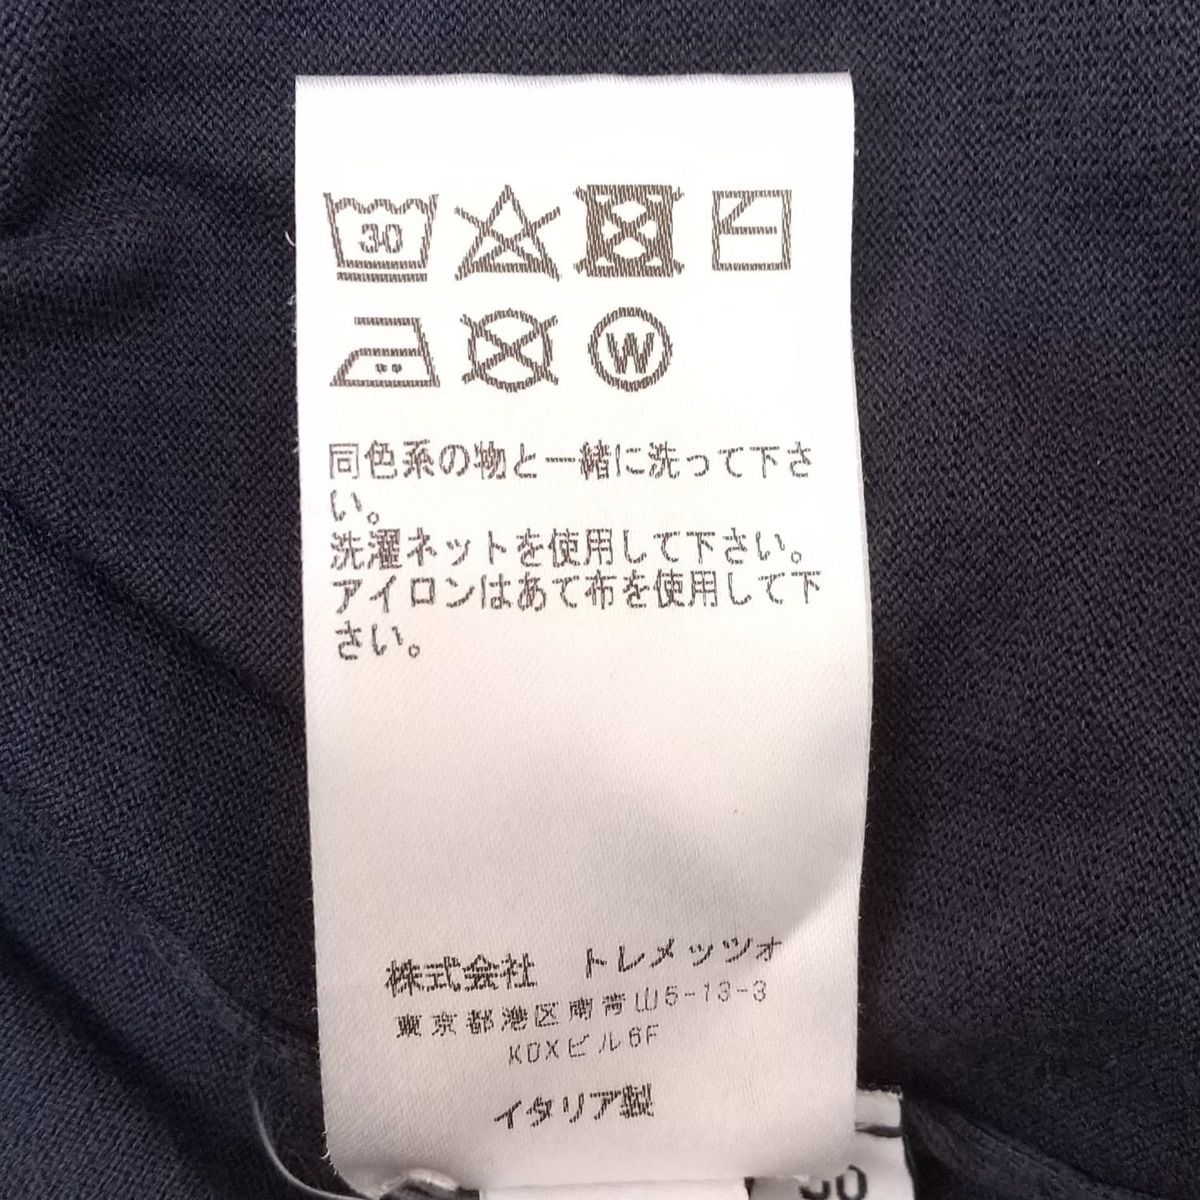 30
W
同色系の物と一緒に洗って下さ
い。
洗濯ネットを使用して下さい。
アイロンはあて布を使用して下
さい。
株式会社　トレメッツォ
東京都港区南青山5-13-3
KDXビル6F
イタリア製